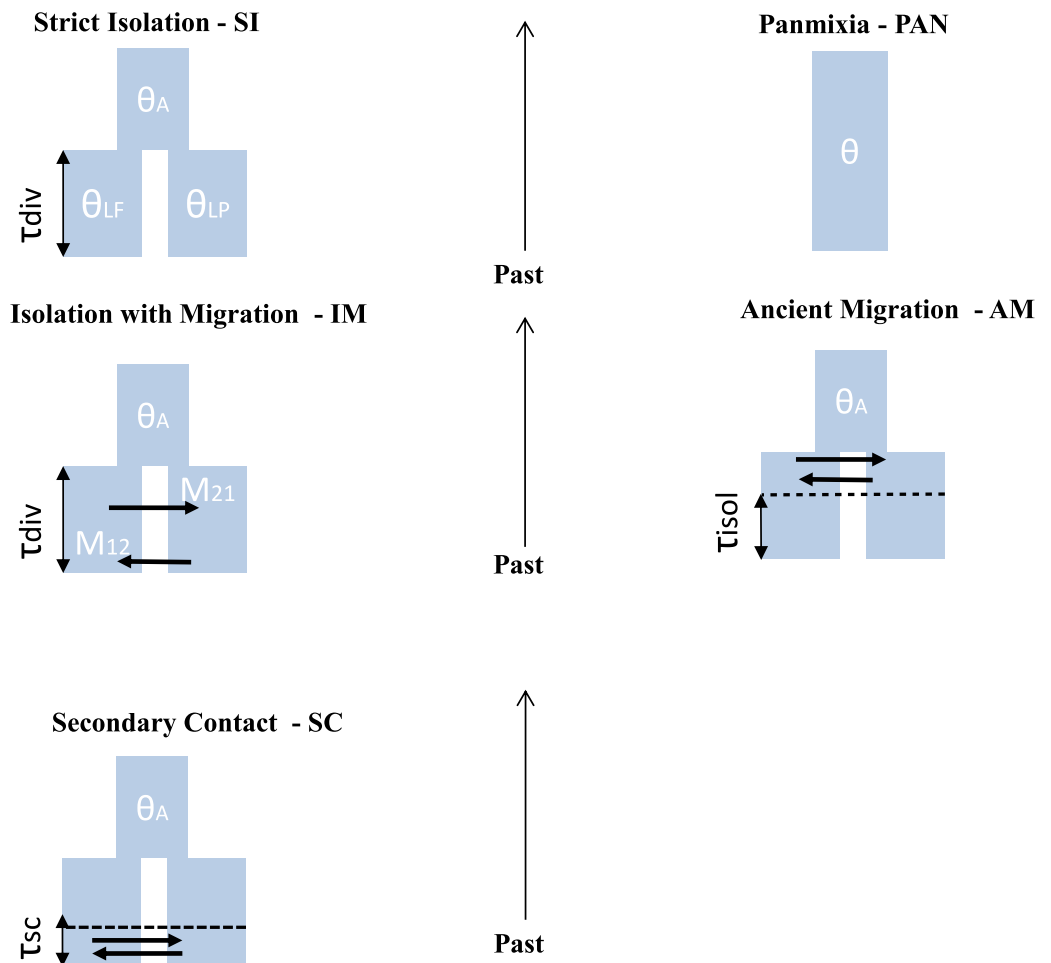 Strict Isolation - SI
θA
θLF
θLP
τdiv
Past
Panmixia - PAN
θ
Isolation with Migration  - IM
θA
M21
M12
τdiv
Past
Ancient Migration  - AM
θA
τisol
Secondary Contact  - SC
θA
τsc
Past